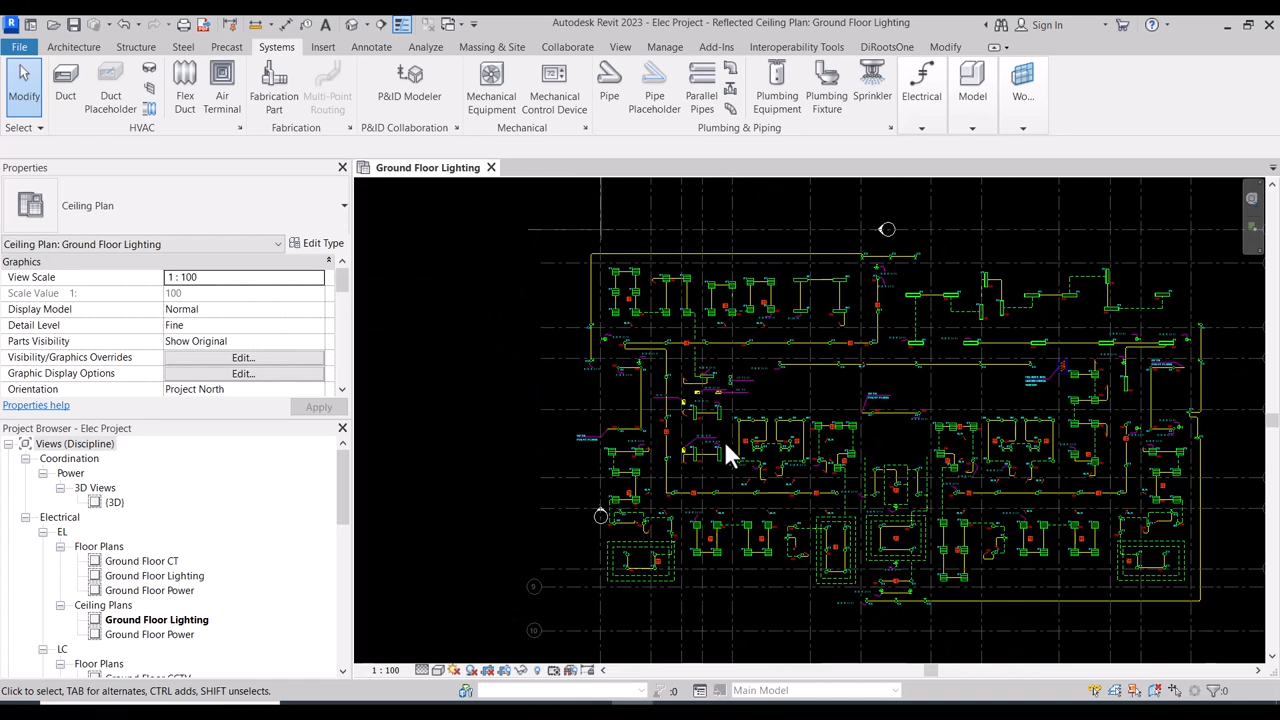 Autodesk Revit 2023 - Elec Project - Reflected Ceiling Plan: Ground Floor Lighting
Sign In
File Architecture Structure Steel Precast Systems Insert Annotate Analyze Massing & Site Collaborate View Manage Add-Ins Interoperability Tools DiRootsOne Modify
Modify
Duct
Duct Placeholder
Flex Duct
Air Terminal
Fabrication Part
Multi-Point Routing
P&ID Modeler
Mechanical Equipment
Mechanical Control Device
Pipe
Pipe Placeholder
Parallel Pipes
Plumbing Equipment
Plumbing Fixture
Sprinkler
Electrical
Model
Wo...
Select HVAC Fabrication P&ID Collaboration Mechanical Plumbing & Piping
Properties
Ground Floor Lighting
Ceiling Plan
Ceiling Plan: Ground Floor Lighting Edit Type
Graphics
View Scale 1 : 100
Scale Value 1: 100
Display Model Normal
Detail Level Fine
Parts Visibility Show Original
Visibility/Graphics Overrides Edit...
Graphic Display Options Edit...
Project North
Properties help Apply
Project Browser - Elec Project
Views (Discipline)
Coordination
Power
3D Views
(3D)
Electrical
EL
Floor Plans
Ground Floor CT
Ground Floor Lighting
Ground Floor Power
Ceiling Plans
Ground Floor Lighting
Ground Floor Power
LC
Floor Plans
9
10
1 : 100
Click to select, TAB for alternates, CTRL adds, SHIFT unselects.
:0
Main Model
:0